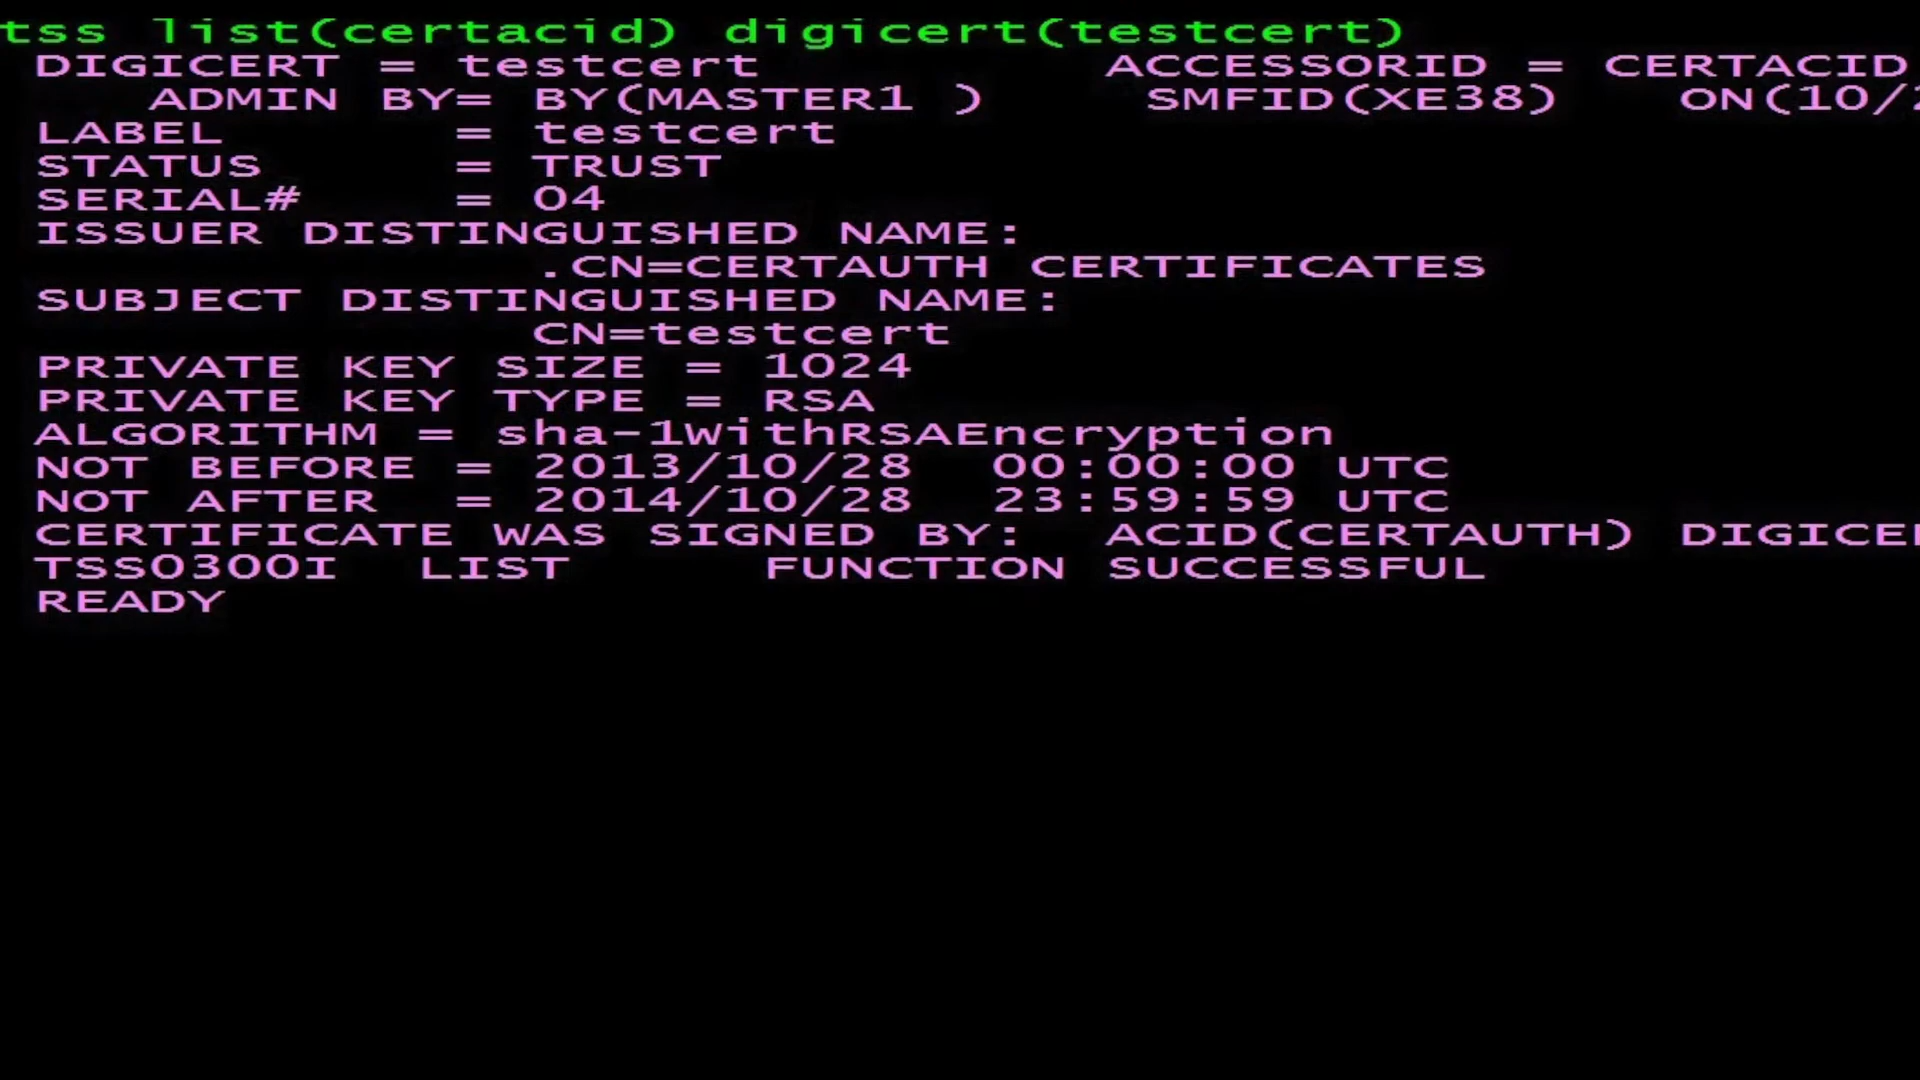 tss list(certacid) digicert(testcert)
DIGICERT = testcert ACCESSORID = CERTACID
ADMIN BY= BY(MASTER1 ) SMFID(XE38) ON(10/
LABEL = testcert
STATUS = TRUST
SERIAL# = 04
ISSUER DISTINGUISHED NAME:
.CN=CERTAUTH CERTIFICATES
SUBJECT DISTINGUISHED NAME:
CN=testcert
PRIVATE KEY SIZE = 1024
PRIVATE KEY TYPE = RSA
ALGORITHM = sha-1WithRSAEncryption
NOT BEFORE = 2013/10/28 00:00:00 UTC
NOT AFTER = 2014/10/28 23:59:59 UTC
CERTIFICATE WAS SIGNED BY: ACID(CERTAUTH) DIGICE
TSS0300I LIST FUNCTION SUCCESSFUL
READY